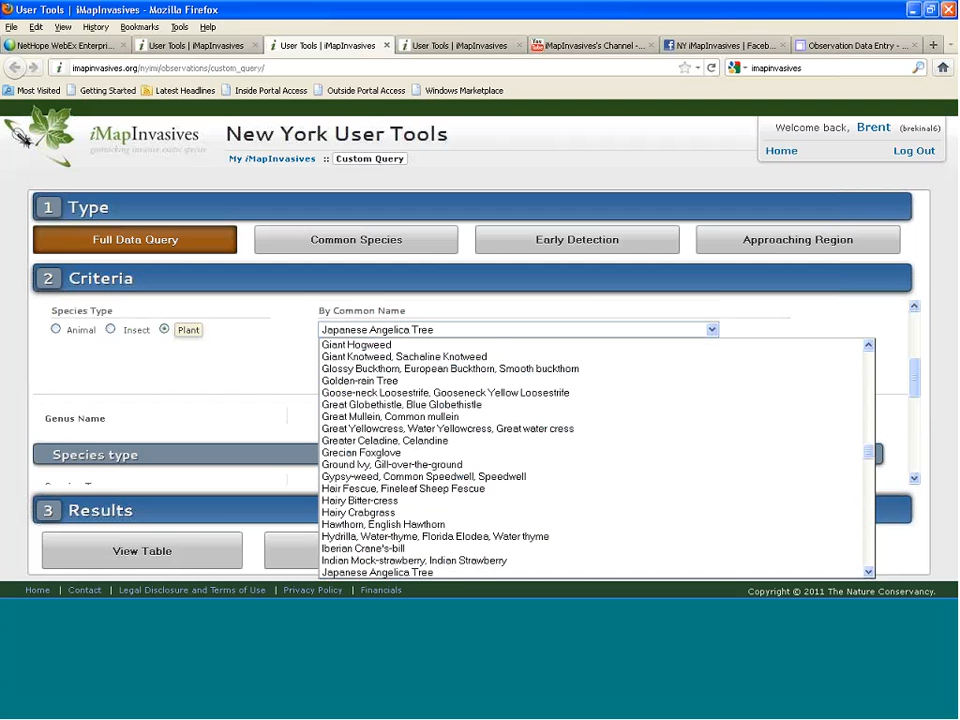 User Tools | iMapInvasives - Mozilla Firefox
File Edit View History Bookmarks Tools Help
NetHope WebEx Enterpri... User Tools | iMapInvasives User Tools | iMapInvasives User Tools | iMapInvasives iMapInvasives's Channel -... NY iMapInvasives | Faceb... Observation Data Entry - ...
imapinvasives.org/nyimi/observations/custom_query/ imapinvasives
Most Visited Getting Started Latest Headlines Inside Portal Access Outside Portal Access Windows Marketplace
iMapInvasives
geotracking invasive exotic species
New York User Tools
My iMapInvasives :: Custom Query
Welcome back, Brent (brekinal6)
Home Log Out
1 Type
Full Data Query Common Species Early Detection Approaching Region
2 Criteria
Species Type By Common Name
Animal Insect Plant Japanese Angelica Tree
Giant Hogweed
Giant Knotweed, Sachaline Knotweed
Glossy Buckthorn, European Buckthorn, Smooth buckthorn
Golden-rain Tree
Goose-neck Loosestrife, Gooseneck Yellow Loosestrife
Great Globethistle, Blue Globethistle
Great Mullein, Common mullein
Great Yellowcress, Water Yellowcress, Great water cress
Greater Celadine, Celandine
Grecian Foxglove
Ground Ivy, Gill-over-the-ground
Gypsy-weed, Common Speedwell, Speedwell
Hair Fescue, Fineleaf Sheep Fescue
Hairy Bitter-cress
Hairy Crabgrass
Hawthorn, English Hawthorn
Hydrilla, Water-thyme, Florida Elodea, Water thyme
Iberian Crane's-bill
Indian Mock-strawberry, Indian Strawberry
Japanese Angelica Tree
Genus Name
Species type
3 Results
View Table
Home | Contact | Legal Disclosure and Terms of Use | Privacy Policy | Financials
Copyright © 2011 The Nature Conservancy.